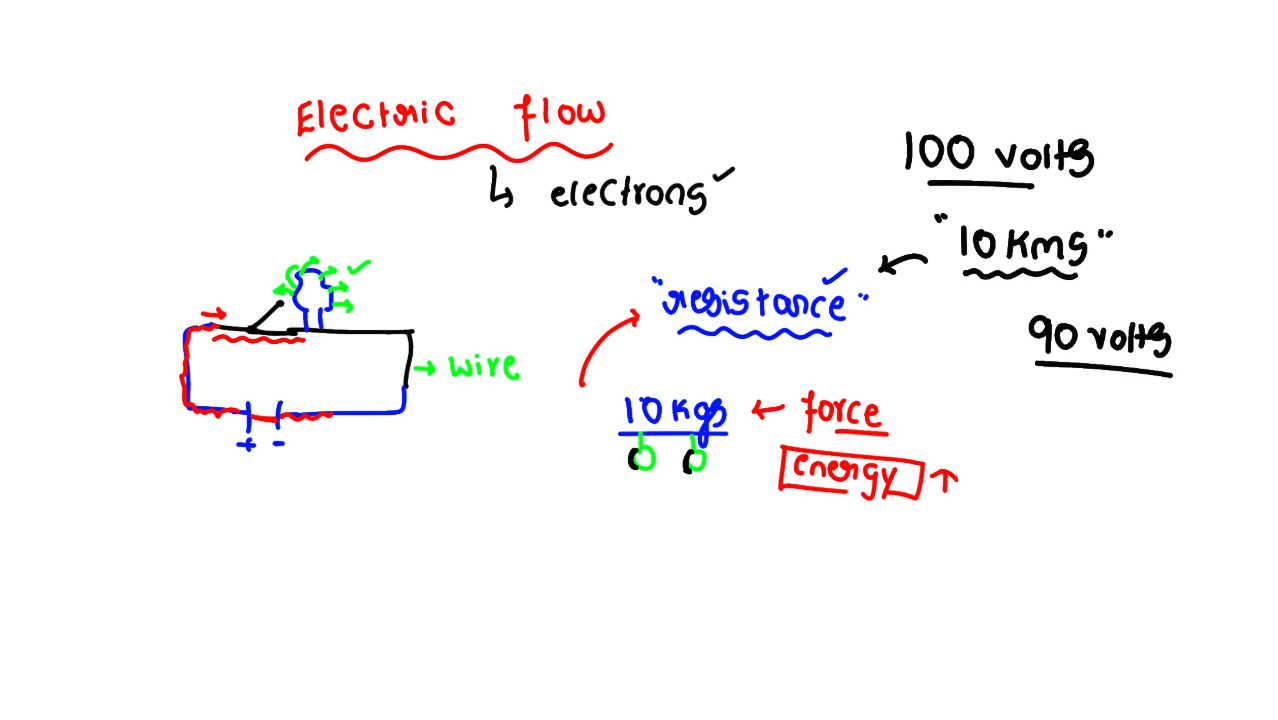 Electric flow
↳ electrons ✓
100 volts
"10 Kms"
"resistance" ✓
90 volts
→ wire
10 Kgs ← force
energy ↑
+ -